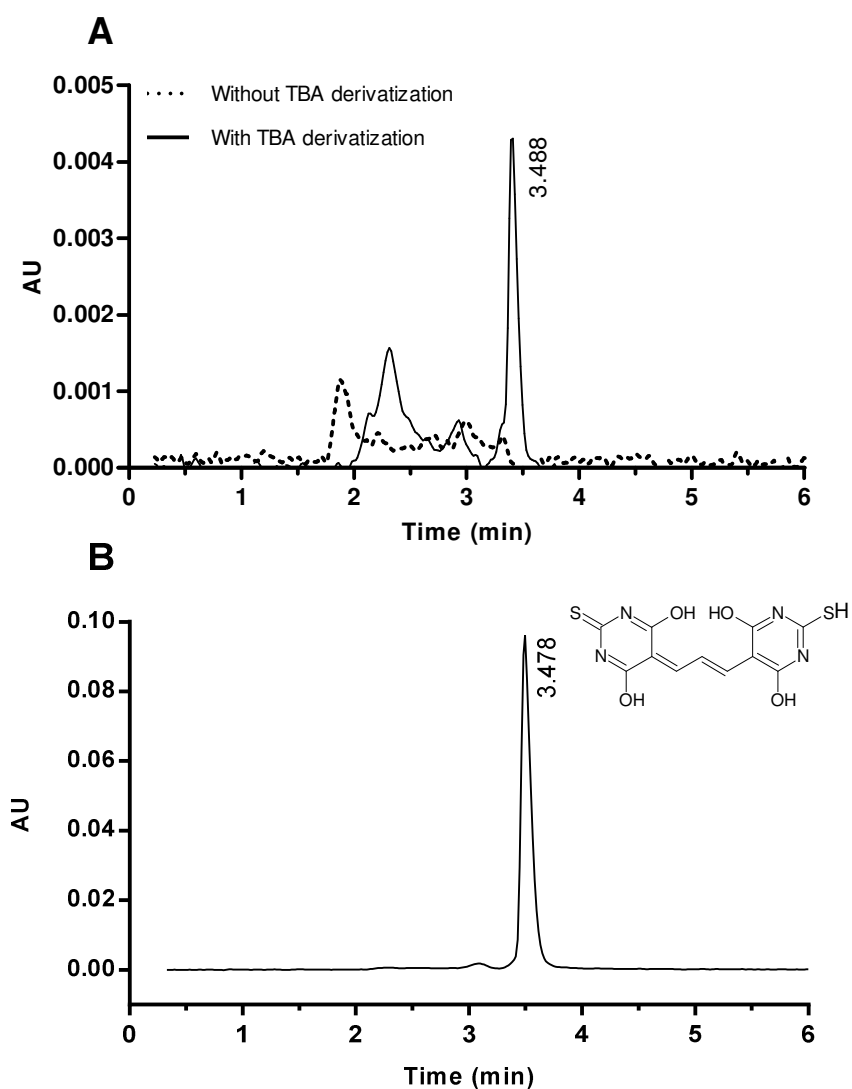 A
0.005
0.004
0.003
0.002
0.001
0.000
AU
Without TBA derivatization
With TBA derivatization
3.488
0 1 2 3 4 5 6
Time (min)
B
0.10
0.08
0.06
0.04
0.02
0.00
AU
3.478
S N OH HO N SH
N N
OH OH
0 1 2 3 4 5 6
Time (min)